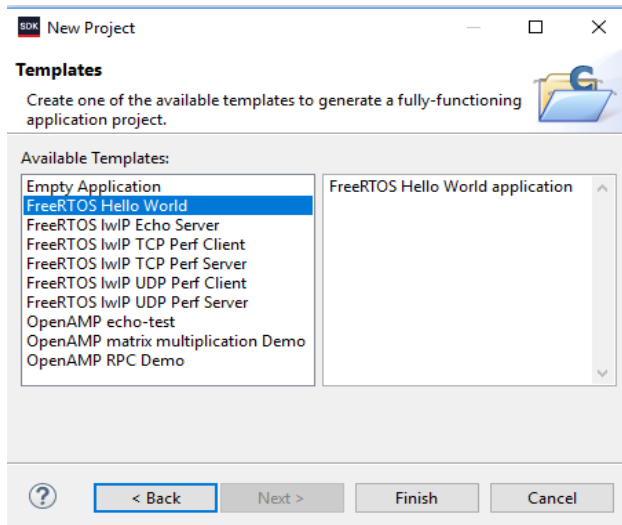 SDK New Project
Templates
Create one of the available templates to generate a fully-functioning
application project.
Available Templates:
Empty Application
FreeRTOS Hello World
FreeRTOS lwIP Echo Server
FreeRTOS lwIP TCP Perf Client
FreeRTOS lwIP TCP Perf Server
FreeRTOS lwIP UDP Perf Client
FreeRTOS lwIP UDP Perf Server
OpenAMP echo-test
OpenAMP matrix multiplication Demo
OpenAMP RPC Demo
FreeRTOS Hello World application
< Back Next > Finish Cancel